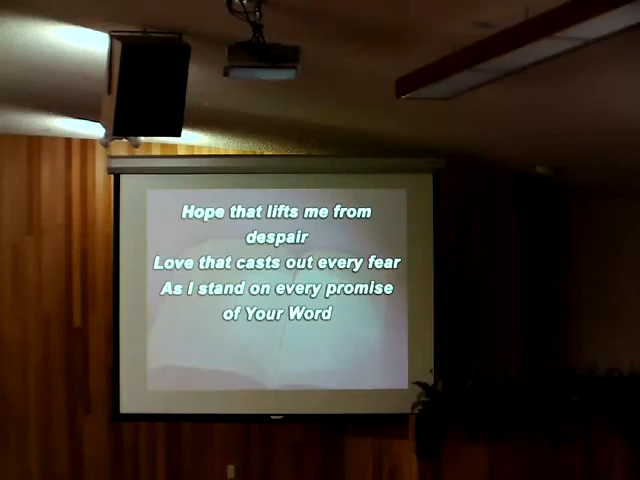 Hope that lifts me from
despair
Love that casts out every fear
As I stand on every promise
of Your Word